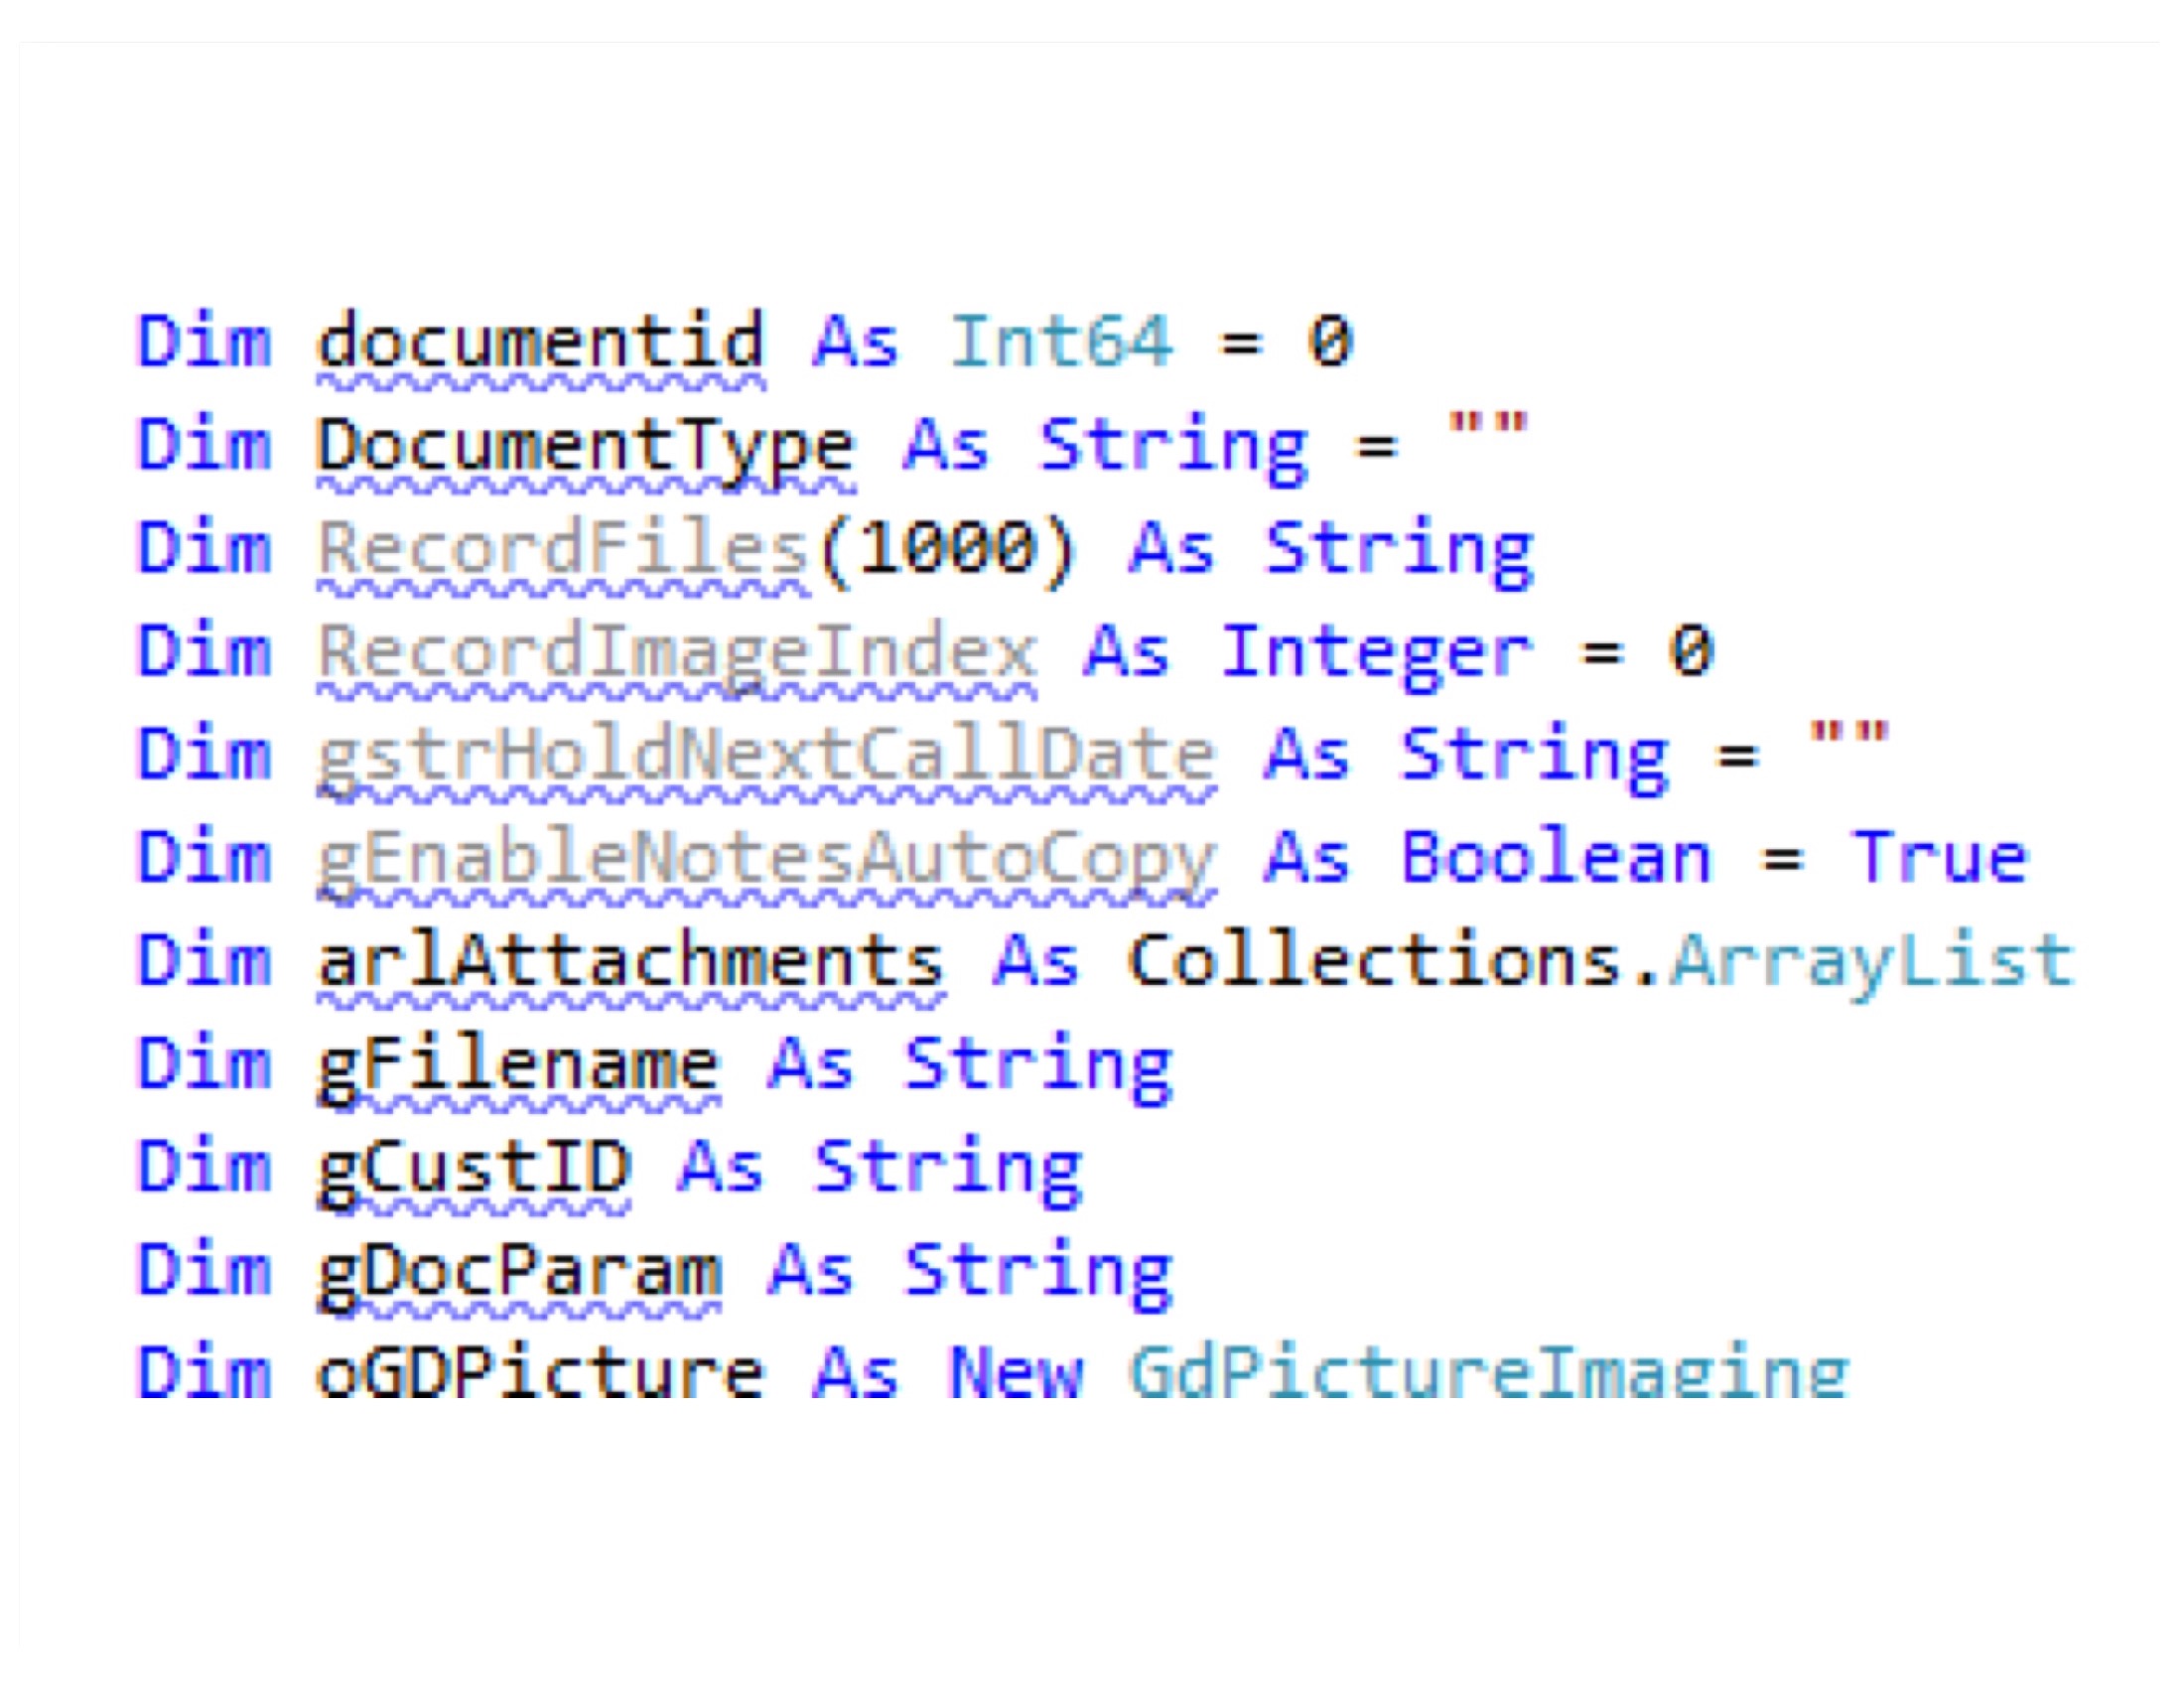 Dim documentid As Int64 = 0
Dim DocumentType As String = ""
Dim RecordFiles(1000) As String
Dim RecordImageIndex As Integer = 0
Dim gstrHoldNextCallDate As String = ""
Dim gEnableNotesAutoCopy As Boolean = True
Dim arlAttachments As Collections.ArrayList
Dim gFilename As String
Dim gCustID As String
Dim gDocParam As String
Dim oGDPicture As New GdPictureImaging